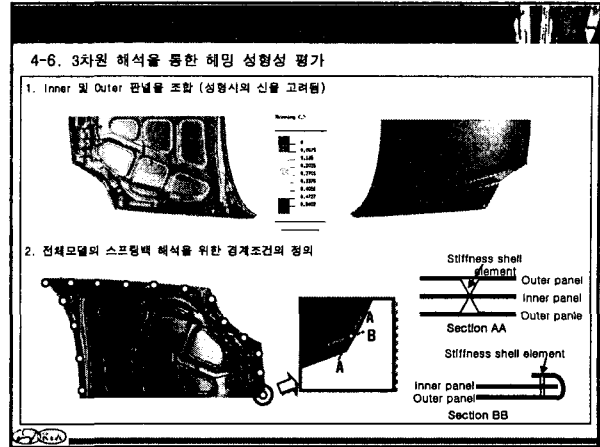 4-6. 3차원 해석을 통한 헤밍 성형성 평가
1. Inner 및 Outer 판넬을 조합 (성형시의 신을 고려됨)
2. 전체모델의 스프링백 해석을 위한 경계조건의 정의
A
B
A
Stiffness shell
element
Outer panel
Inner panel
Outer panle
Section AA
Stiffness shell element
Inner panel
Outer panel
Section BB